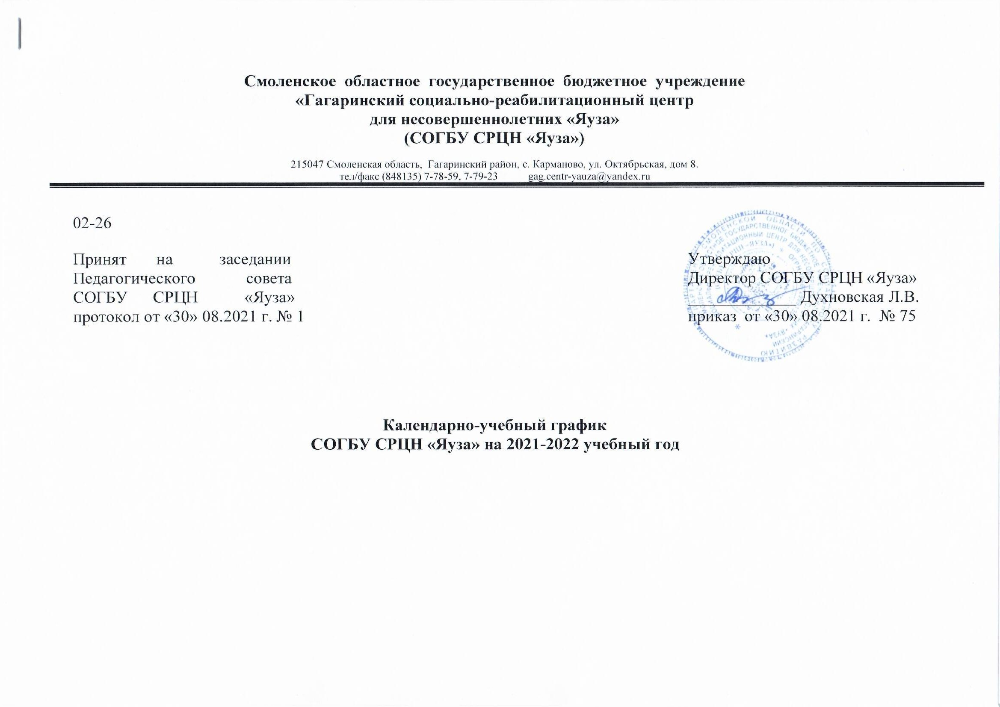 Смоленское областное государственное бюджетное учреждение
«Гагаринский социально-реабилитационный центр
для несовершеннолетних «Яуза»
(СОГБУ СРЦН «Яуза»)
215047 Смоленская область, Гагаринский район, с. Карманово, ул. Октябрьская, дом 8.
тел/факс (848135) 7-78-59, 7-79-23 gag.centr-yauza@yandex.ru
02-26
Принят на заседании
Педагогического совета
СОГБУ СРЦН «Яуза»
протокол от «30» 08.2021 г. № 1
Утверждаю
Директор СОГБУ СРЦН «Яуза»
Духновская Л.В.
приказ от «30» 08.2021 г. № 75
Календарно-учебный график
СОГБУ СРЦН «Яуза» на 2021-2022 учебный год